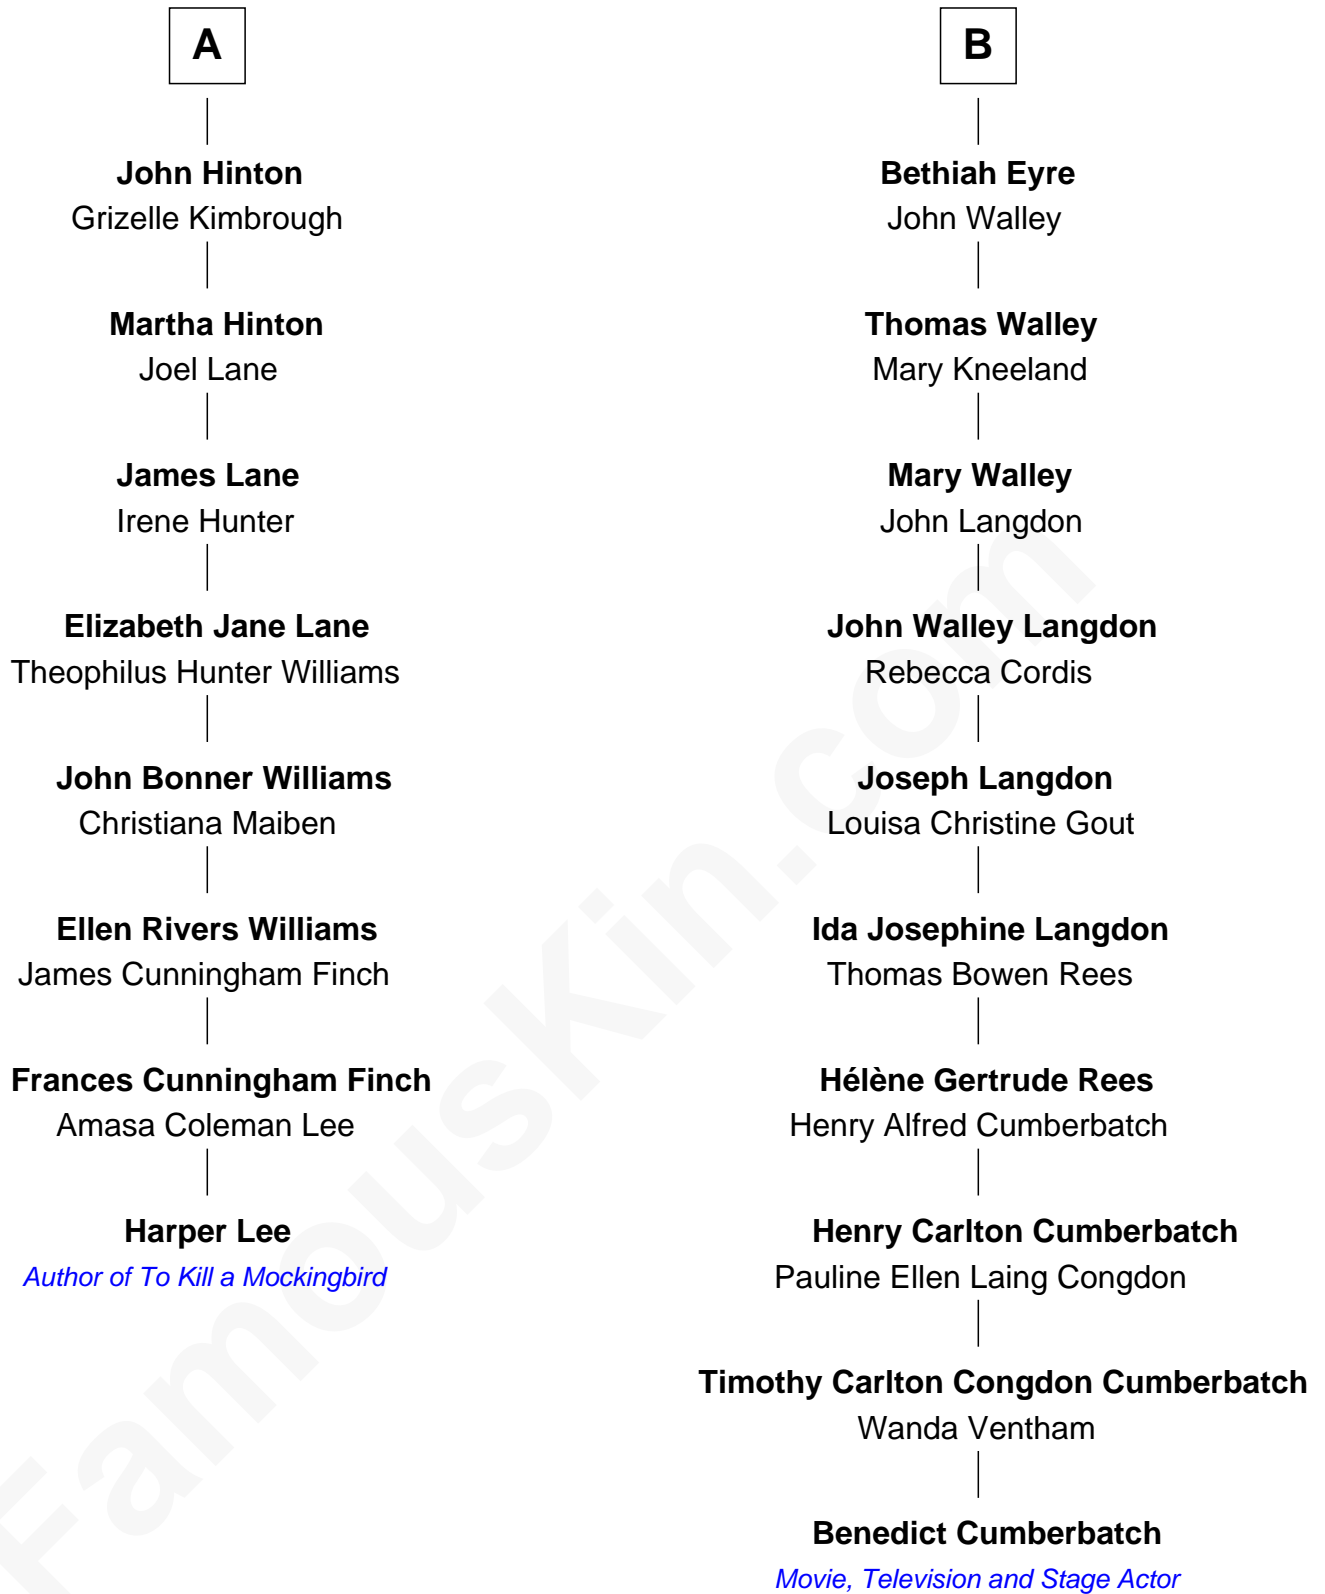 A
John Hinton
Grizelle Kimbrough
Martha Hinton
Joel Lane
James Lane
Irene Hunter
Elizabeth Jane Lane
Theophilus Hunter Williams
John Bonner Williams
Christiana Maiben
Ellen Rivers Williams
James Cunningham Finch
Frances Cunningham Finch
Amasa Coleman Lee
Harper Lee
Author of To Kill a Mockingbird
B
Bethiah Eyre
John Walley
Thomas Walley
Mary Kneeland
Mary Walley
John Langdon
John Walley Langdon
Rebecca Cordis
Joseph Langdon
Louisa Christine Gout
Ida Josephine Langdon
Thomas Bowen Rees
Hélène Gertrude Rees
Henry Alfred Cumberbatch
Henry Carlton Cumberbatch
Pauline Ellen Laing Congdon
Timothy Carlton Congdon Cumberbatch
Wanda Ventham
Benedict Cumberbatch
Movie, Television and Stage Actor
FamousKin.com